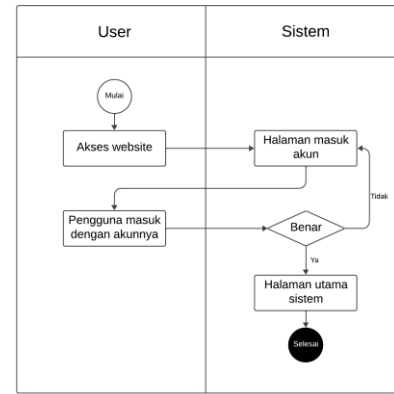 User
Sistem
Mulai
Akses website
Halaman masuk
akun
Tidak
Pengguna masuk
dengan akunnya
Benar
Ya
Halaman utama
sistem
Selesai